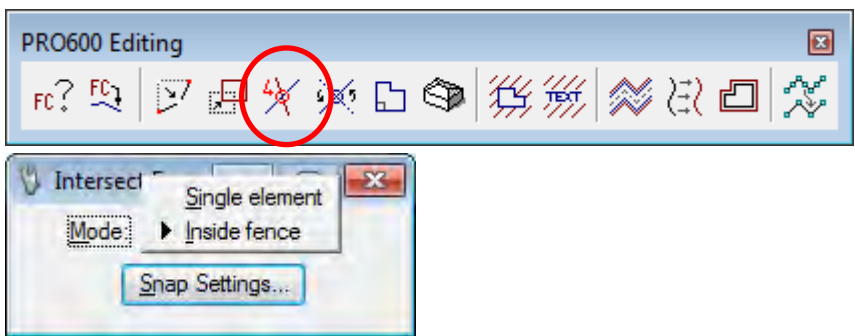 PRO600 Editing
FC? FC
TEXT
Intersect
Single element
Mode: Inside fence
Snap Settings...